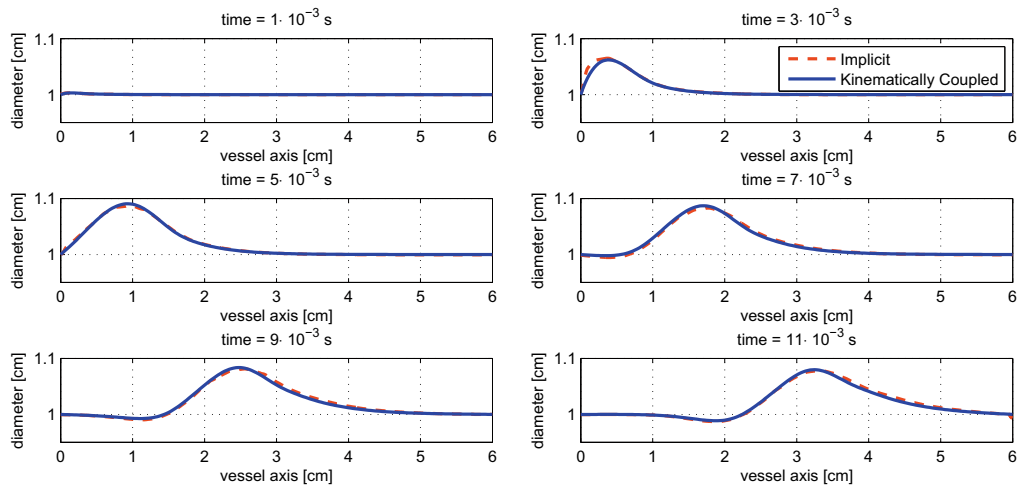 time = 1· 10⁻³ s
diameter [cm]
1.1
1
0 1 2 3 4 5 6
vessel axis [cm]
time = 3· 10⁻³ s
diameter [cm]
1.1
1
0 1 2 3 4 5 6
vessel axis [cm]
Implicit
Kinematically Coupled
time = 5· 10⁻³ s
diameter [cm]
1.1
1
0 1 2 3 4 5 6
vessel axis [cm]
time = 7· 10⁻³ s
diameter [cm]
1.1
1
0 1 2 3 4 5 6
vessel axis [cm]
time = 9· 10⁻³ s
diameter [cm]
1.1
1
0 1 2 3 4 5 6
vessel axis [cm]
time = 11· 10⁻³ s
diameter [cm]
1.1
1
0 1 2 3 4 5 6
vessel axis [cm]